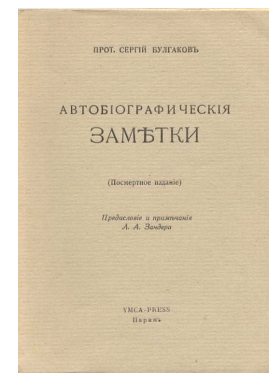 ПРОТ. СЕРГІЙ БУЛГАКОВЪ
АВТОБІОГРАФИЧЕСКІЯ
ЗАМѢТКИ
(Посмертное изданіе)
Предисловіе и примѣчанія
Л. А. Зандера
YMCA-PRESS
Парижъ